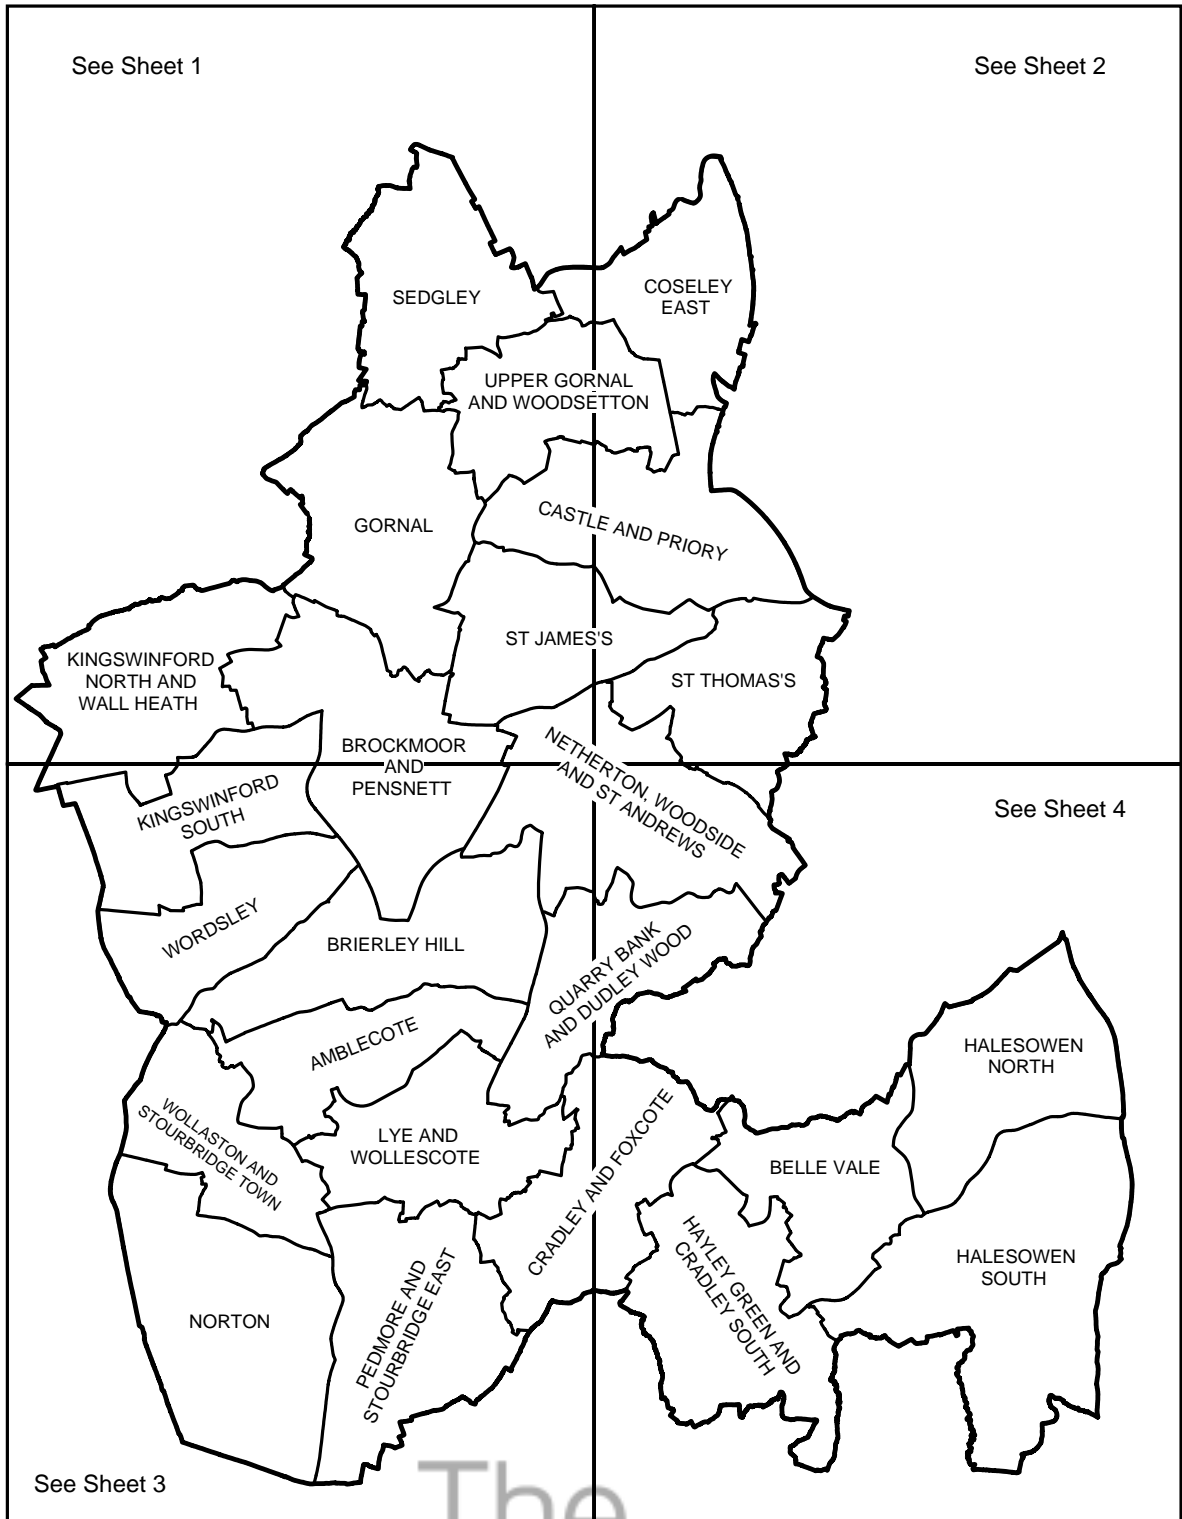 See Sheet 1
See Sheet 2
SEDGLEY
COSELEY
EAST
UPPER GORNAL
AND WOODSETTON
GORNAL
CASTLE AND PRIORY
ST JAMES'S
KINGSWINFORD
NORTH AND
WALL HEATH
ST THOMAS'S
BROCKMOOR
AND
PENSNETT
NETHERTON, WOODSIDE
AND ST ANDREWS
KINGSWINFORD
SOUTH
See Sheet 4
WORDSLEY
BRIERLEY HILL
QUARRY BANK
AND DUDLEY WOOD
AMBLECOTE
HALESOWEN
NORTH
WOLLASTON AND
STOURBRIDGE TOWN
LYE AND
WOLLESCOTE
CRADLEY AND FOXCOTE
BELLE VALE
HAYLEY GREEN AND
CRADLEY SOUTH
HALESOWEN
SOUTH
NORTON
PEDMORE AND
STOURBRIDGE EAST
See Sheet 3
The